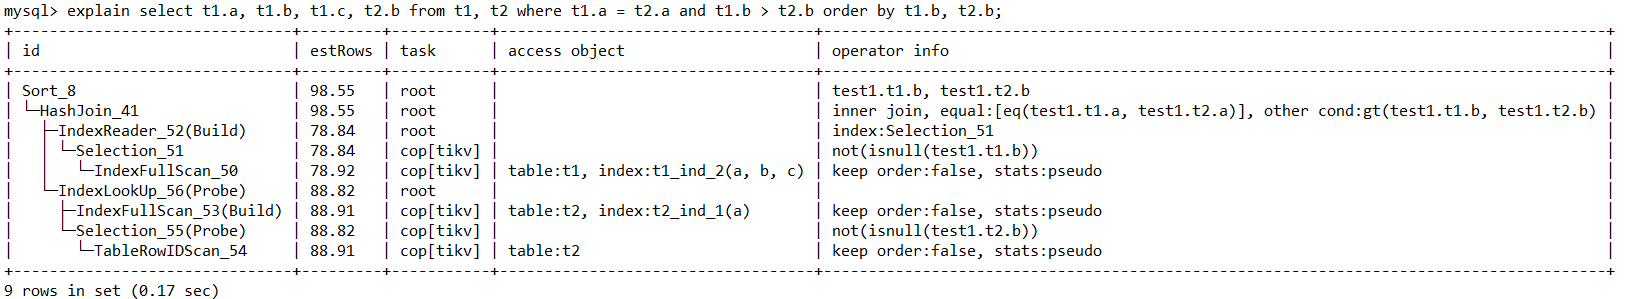 mysql> explain select t1.a, t1.b, t1.c, t2.b from t1, t2 where t1.a = t2.a and t1.b > t2.b order by t1.b, t2.b;
+-------------------------------+---------+-----------+----------------------------------+--------------------------------------------------------------------------------------+
| id | estRows | task | access object | operator info |
+-------------------------------+---------+-----------+----------------------------------+--------------------------------------------------------------------------------------+
| Sort_8 | 98.55 | root | | test1.t1.b, test1.t2.b |
| └─HashJoin_41 | 98.55 | root | | inner join, equal:[eq(test1.t1.a, test1.t2.a)], other cond:gt(test1.t1.b, test1.t2.b) |
| ├─IndexReader_52(Build) | 78.84 | root | | index:Selection_51 |
| │ └─Selection_51 | 78.84 | cop[tikv] | | not(isnull(test1.t1.b)) |
| │ └─IndexFullScan_50 | 78.92 | cop[tikv] | table:t1, index:t1_ind_2(a, b, c) | keep order:false, stats:pseudo |
| └─IndexLookUp_56(Probe) | 88.82 | root | | |
| ├─IndexFullScan_53(Build) | 88.91 | cop[tikv] | table:t2, index:t2_ind_1(a) | keep order:false, stats:pseudo |
| └─Selection_55(Probe) | 88.82 | cop[tikv] | | not(isnull(test1.t2.b)) |
| └─TableRowIDScan_54 | 88.91 | cop[tikv] | table:t2 | keep order:false, stats:pseudo |
+-------------------------------+---------+-----------+----------------------------------+--------------------------------------------------------------------------------------+
9 rows in set (0.17 sec)